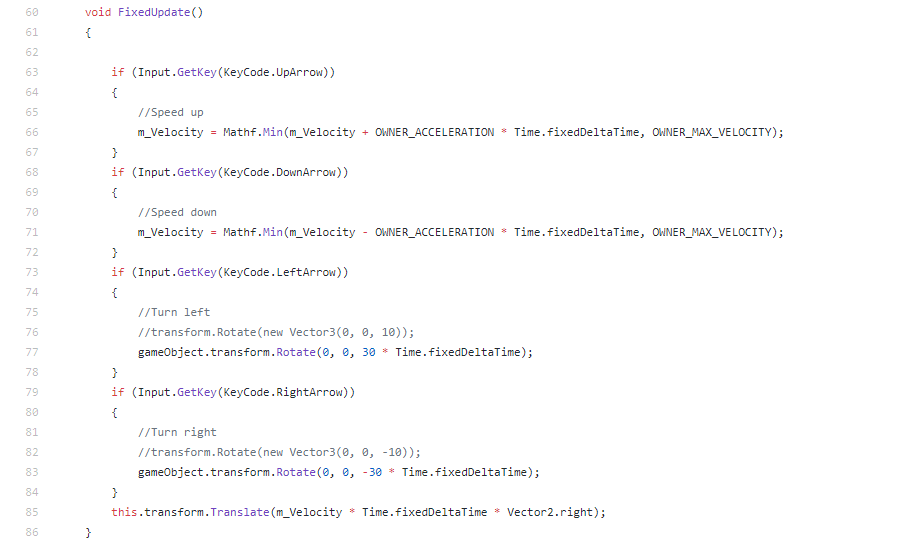 60 void FixedUpdate()
61 {
62
63 if (Input.GetKey(KeyCode.UpArrow))
64 {
65 //Speed up
66 m_Velocity = Mathf.Min(m_Velocity + OWNER_ACCELERATION * Time.fixedDeltaTime, OWNER_MAX_VELOCITY);
67 }
68 if (Input.GetKey(KeyCode.DownArrow))
69 {
70 //Speed down
71 m_Velocity = Mathf.Min(m_Velocity - OWNER_ACCELERATION * Time.fixedDeltaTime, OWNER_MAX_VELOCITY);
72 }
73 if (Input.GetKey(KeyCode.LeftArrow))
74 {
75 //Turn left
76 //transform.Rotate(new Vector3(0, 0, 10));
77 gameObject.transform.Rotate(0, 0, 30 * Time.fixedDeltaTime);
78 }
79 if (Input.GetKey(KeyCode.RightArrow))
80 {
81 //Turn right
82 //transform.Rotate(new Vector3(0, 0, -10));
83 gameObject.transform.Rotate(0, 0, -30 * Time.fixedDeltaTime);
84 }
85 this.transform.Translate(m_Velocity * Time.fixedDeltaTime * Vector2.right);
86 }